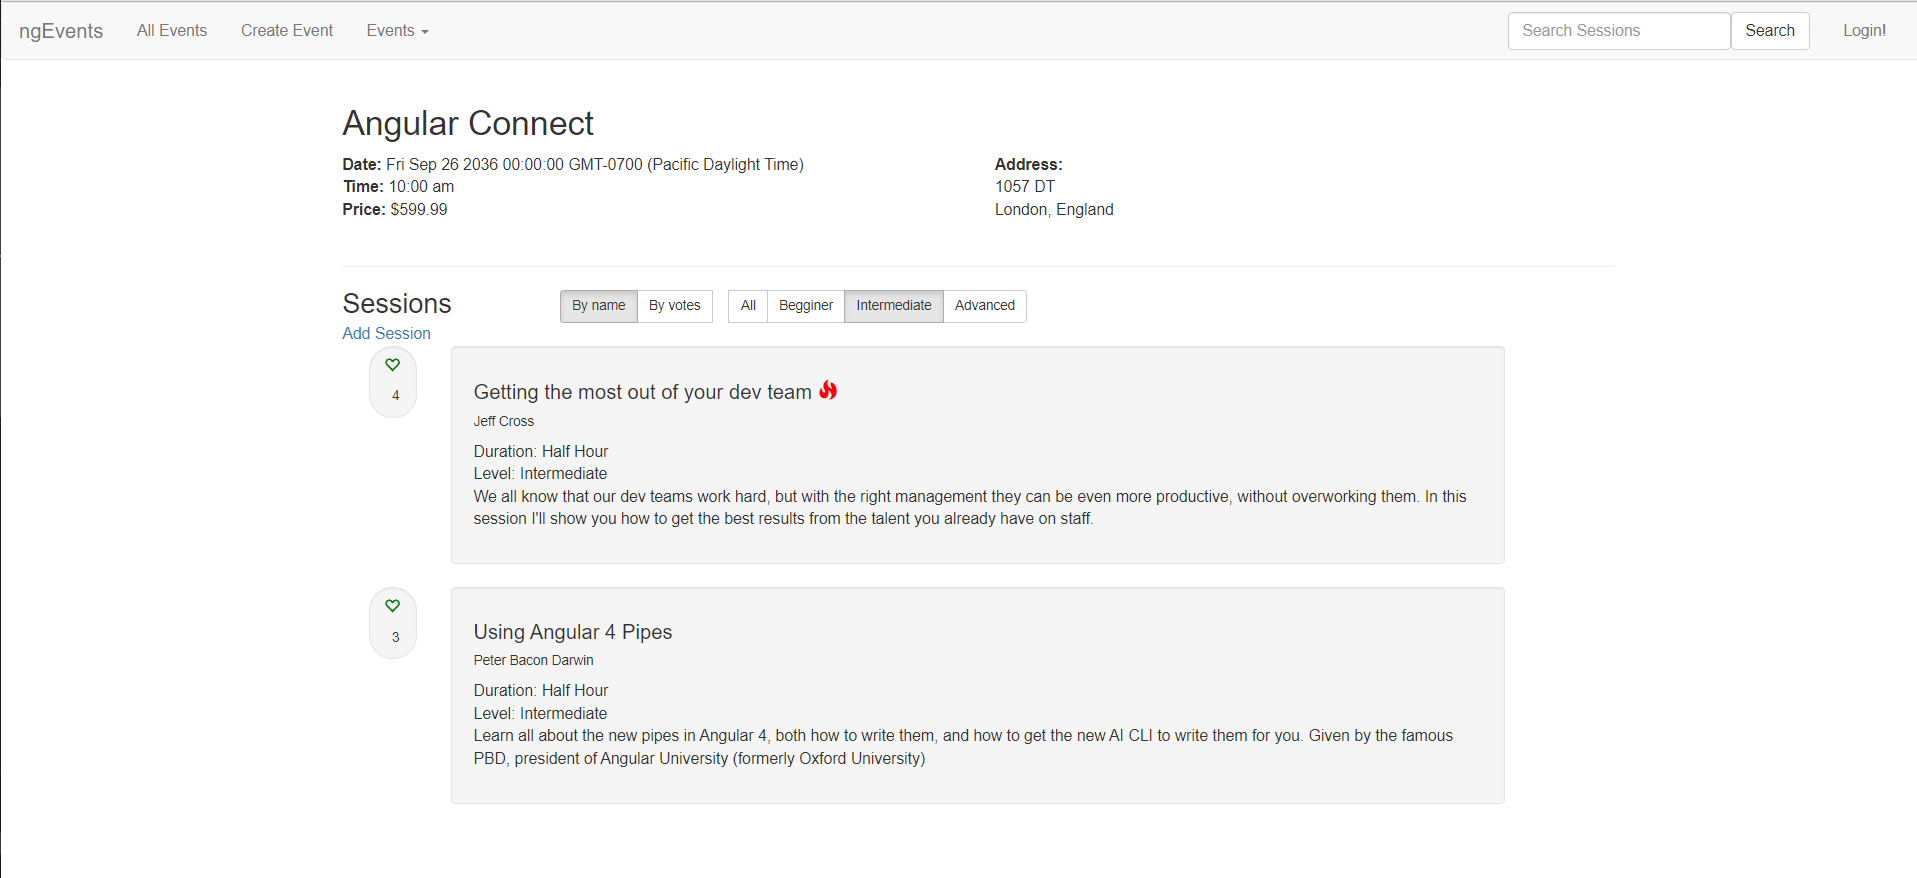 ngEvents All Events Create Event Events Search Sessions Search Login!
Angular Connect
Date: Fri Sep 26 2036 00:00:00 GMT-0700 (Pacific Daylight Time)
Time: 10:00 am
Price: $599.99
Address:
1057 DT
London, England
Sessions By name By votes All Begginer Intermediate Advanced
Add Session
4
Getting the most out of your dev team
Jeff Cross
Duration: Half Hour
Level: Intermediate
We all know that our dev teams work hard, but with the right management they can be even more productive, without overworking them. In this
session I'll show you how to get the best results from the talent you already have on staff.
3
Using Angular 4 Pipes
Peter Bacon Darwin
Duration: Half Hour
Level: Intermediate
Learn all about the new pipes in Angular 4, both how to write them, and how to get the new AI CLI to write them for you. Given by the famous
PBD, president of Angular University (formerly Oxford University)